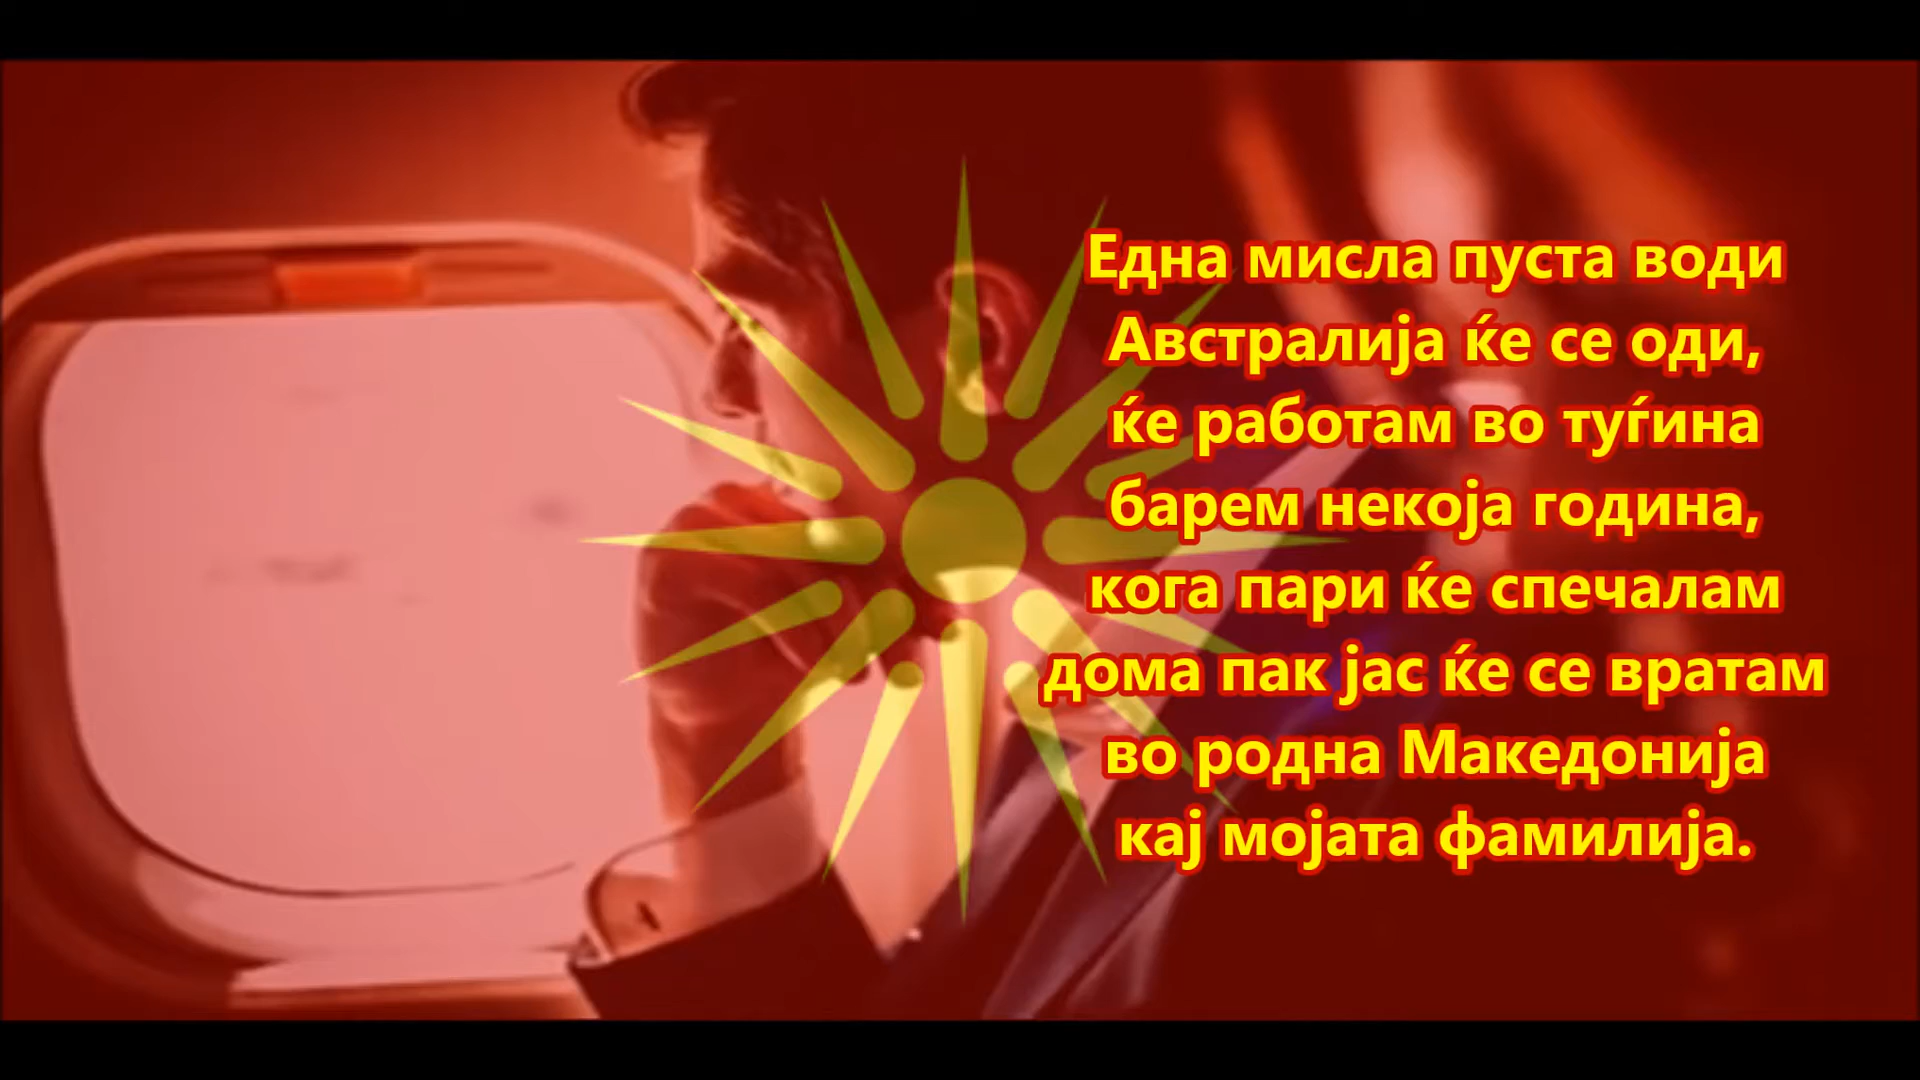 Една мисла пуста води
Австралија ќе се оди,
ќе работам во туѓина
барем некоја година,
кога пари ќе спечалам
дома пак јас ќе се вратам
во родна Македонија
кај мојата фамилија.